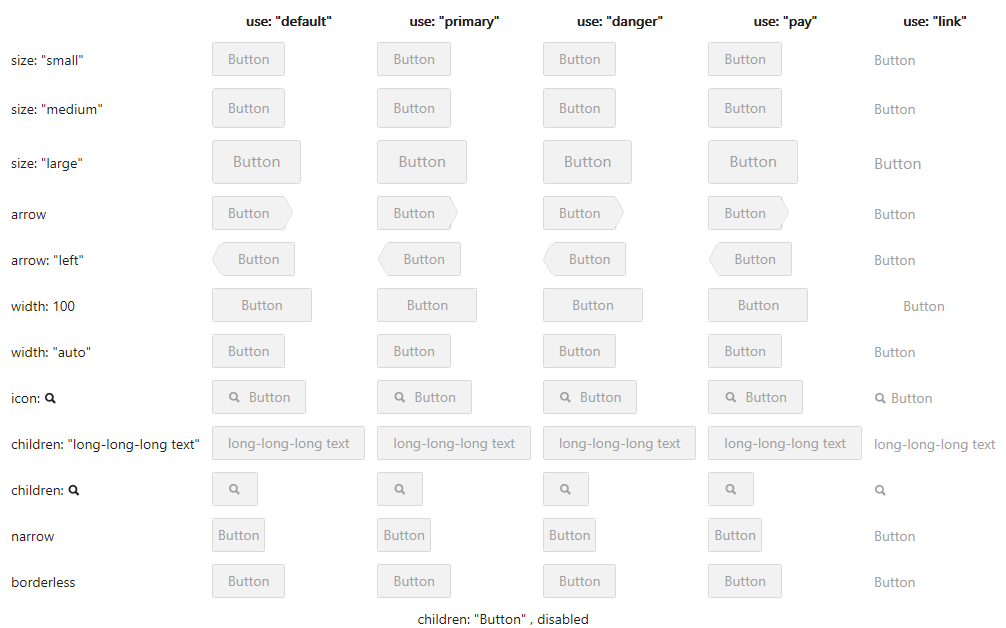 use: "default" use: "primary" use: "danger" use: "pay" use: "link"
size: "small" Button Button Button Button Button
size: "medium" Button Button Button Button Button
size: "large" Button Button Button Button Button
arrow Button Button Button Button Button
arrow: "left" Button Button Button Button Button
width: 100 Button Button Button Button Button
width: "auto" Button Button Button Button Button
icon: Button Button Button Button Button
children: "long-long-long text" long-long-long text long-long-long text long-long-long text long-long-long text long-long-long text
children:
narrow Button Button Button Button Button
borderless Button Button Button Button Button
children: "Button" , disabled